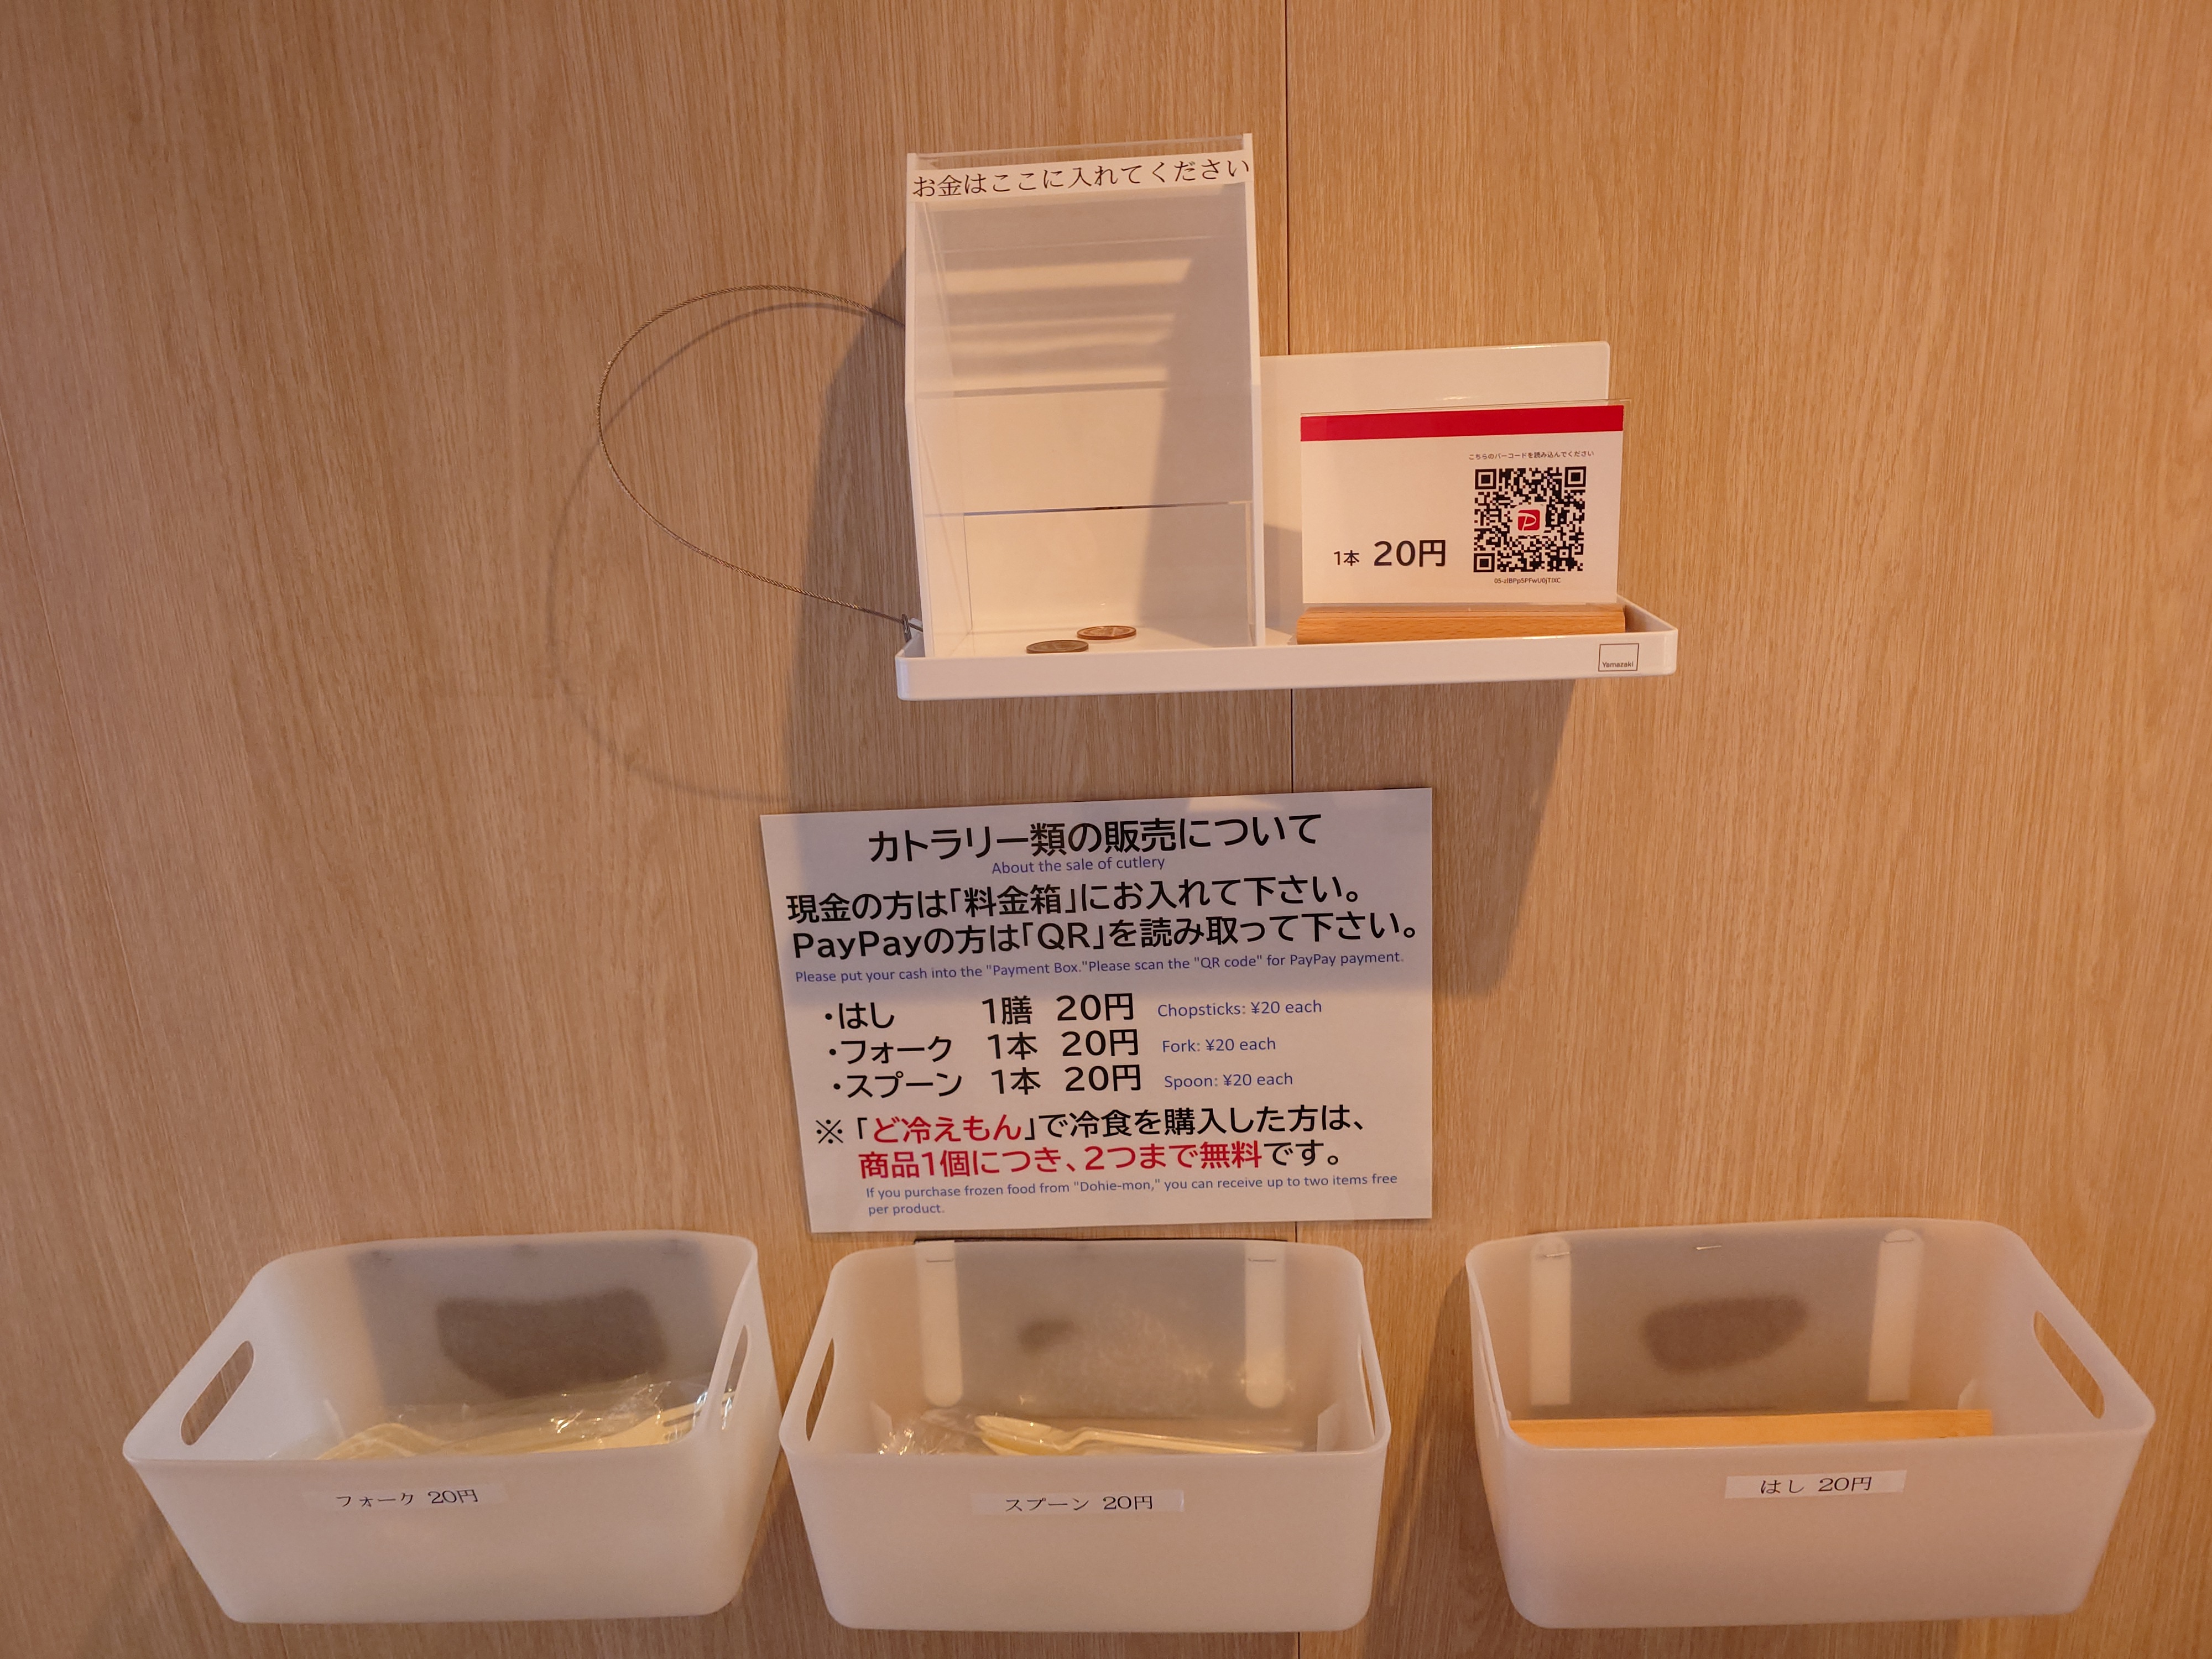 お金はここに入れてください
こちらのバーコードを読み込んでください
1本 20円
Yamazaki
カトラリー類の販売について
About the sale of cutlery
現金の方は「料金箱」にお入れて下さい。
PayPayの方は「QR」を読み取って下さい。
Please put your cash into the "Payment Box."Please scan the "QR code" for PayPay payment.
・はし 1膳 20円 Chopsticks: ¥20 each
・フォーク 1本 20円 Fork: ¥20 each
・スプーン 1本 20円 Spoon: ¥20 each
※「ど冷えもん」で冷食を購入した方は、
商品1個につき、2つまで無料です。
If you purchase frozen food from "Dohie-mon," you can receive up to two items free
per product.
フォーク 20円
スプーン 20円
はし 20円